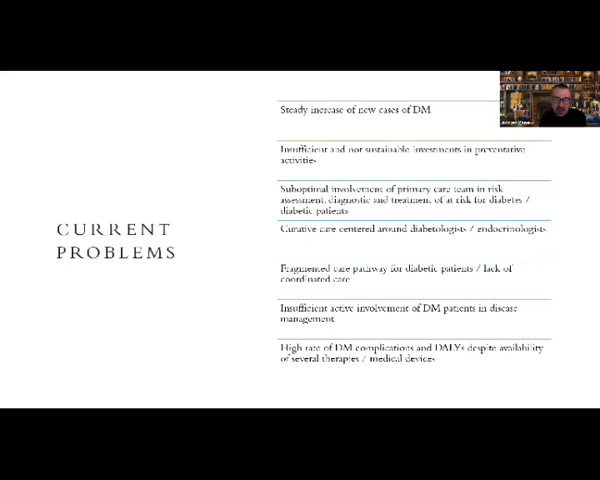 CURRENT
PROBLEMS
Steady increase of new cases of DM
Insufficient and not sustainable investments in preventative
activities
Suboptimal involvement of primary care team in risk
assessment, diagnostic and treatment of at risk for diabetes /
diabetic patients
Curative care centered around diabetologists / endocrinologists
Fragmented care pathway for diabetic patients / lack of
coordinated care
Insufficient active involvement of DM patients in disease
management
High rate of DM complications and DALYs despite availability
of several therapies / medical devices